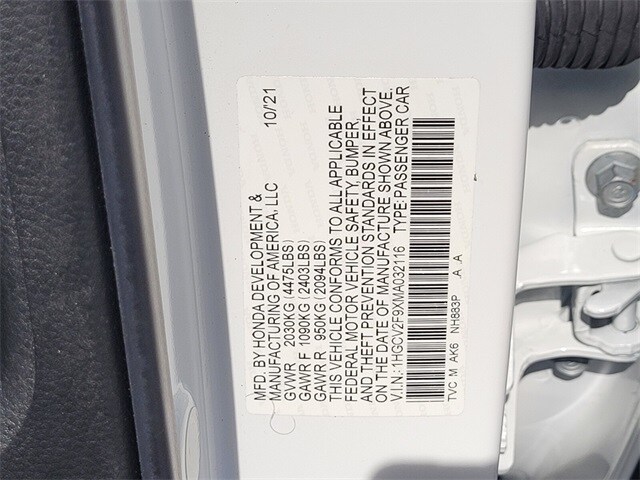 MFD. BY HONDA DEVELOPMENT &
MANUFACTURING OF AMERICA, LLC 10/21
GVWR 2030KG (4475LBS)
GAWR F 1090KG (2403LBS)
GAWR R 950KG (2094LBS)
THIS VEHICLE CONFORMS TO ALL APPLICABLE
FEDERAL MOTOR VEHICLE SAFETY, BUMPER,
AND THEFT PREVENTION STANDARDS IN EFFECT
ON THE DATE OF MANUFACTURE SHOWN ABOVE.
V.I.N.: 1HGCV2F9XMA032116 TYPE: PASSENGER CAR
TVC M AK6 NH883P A A